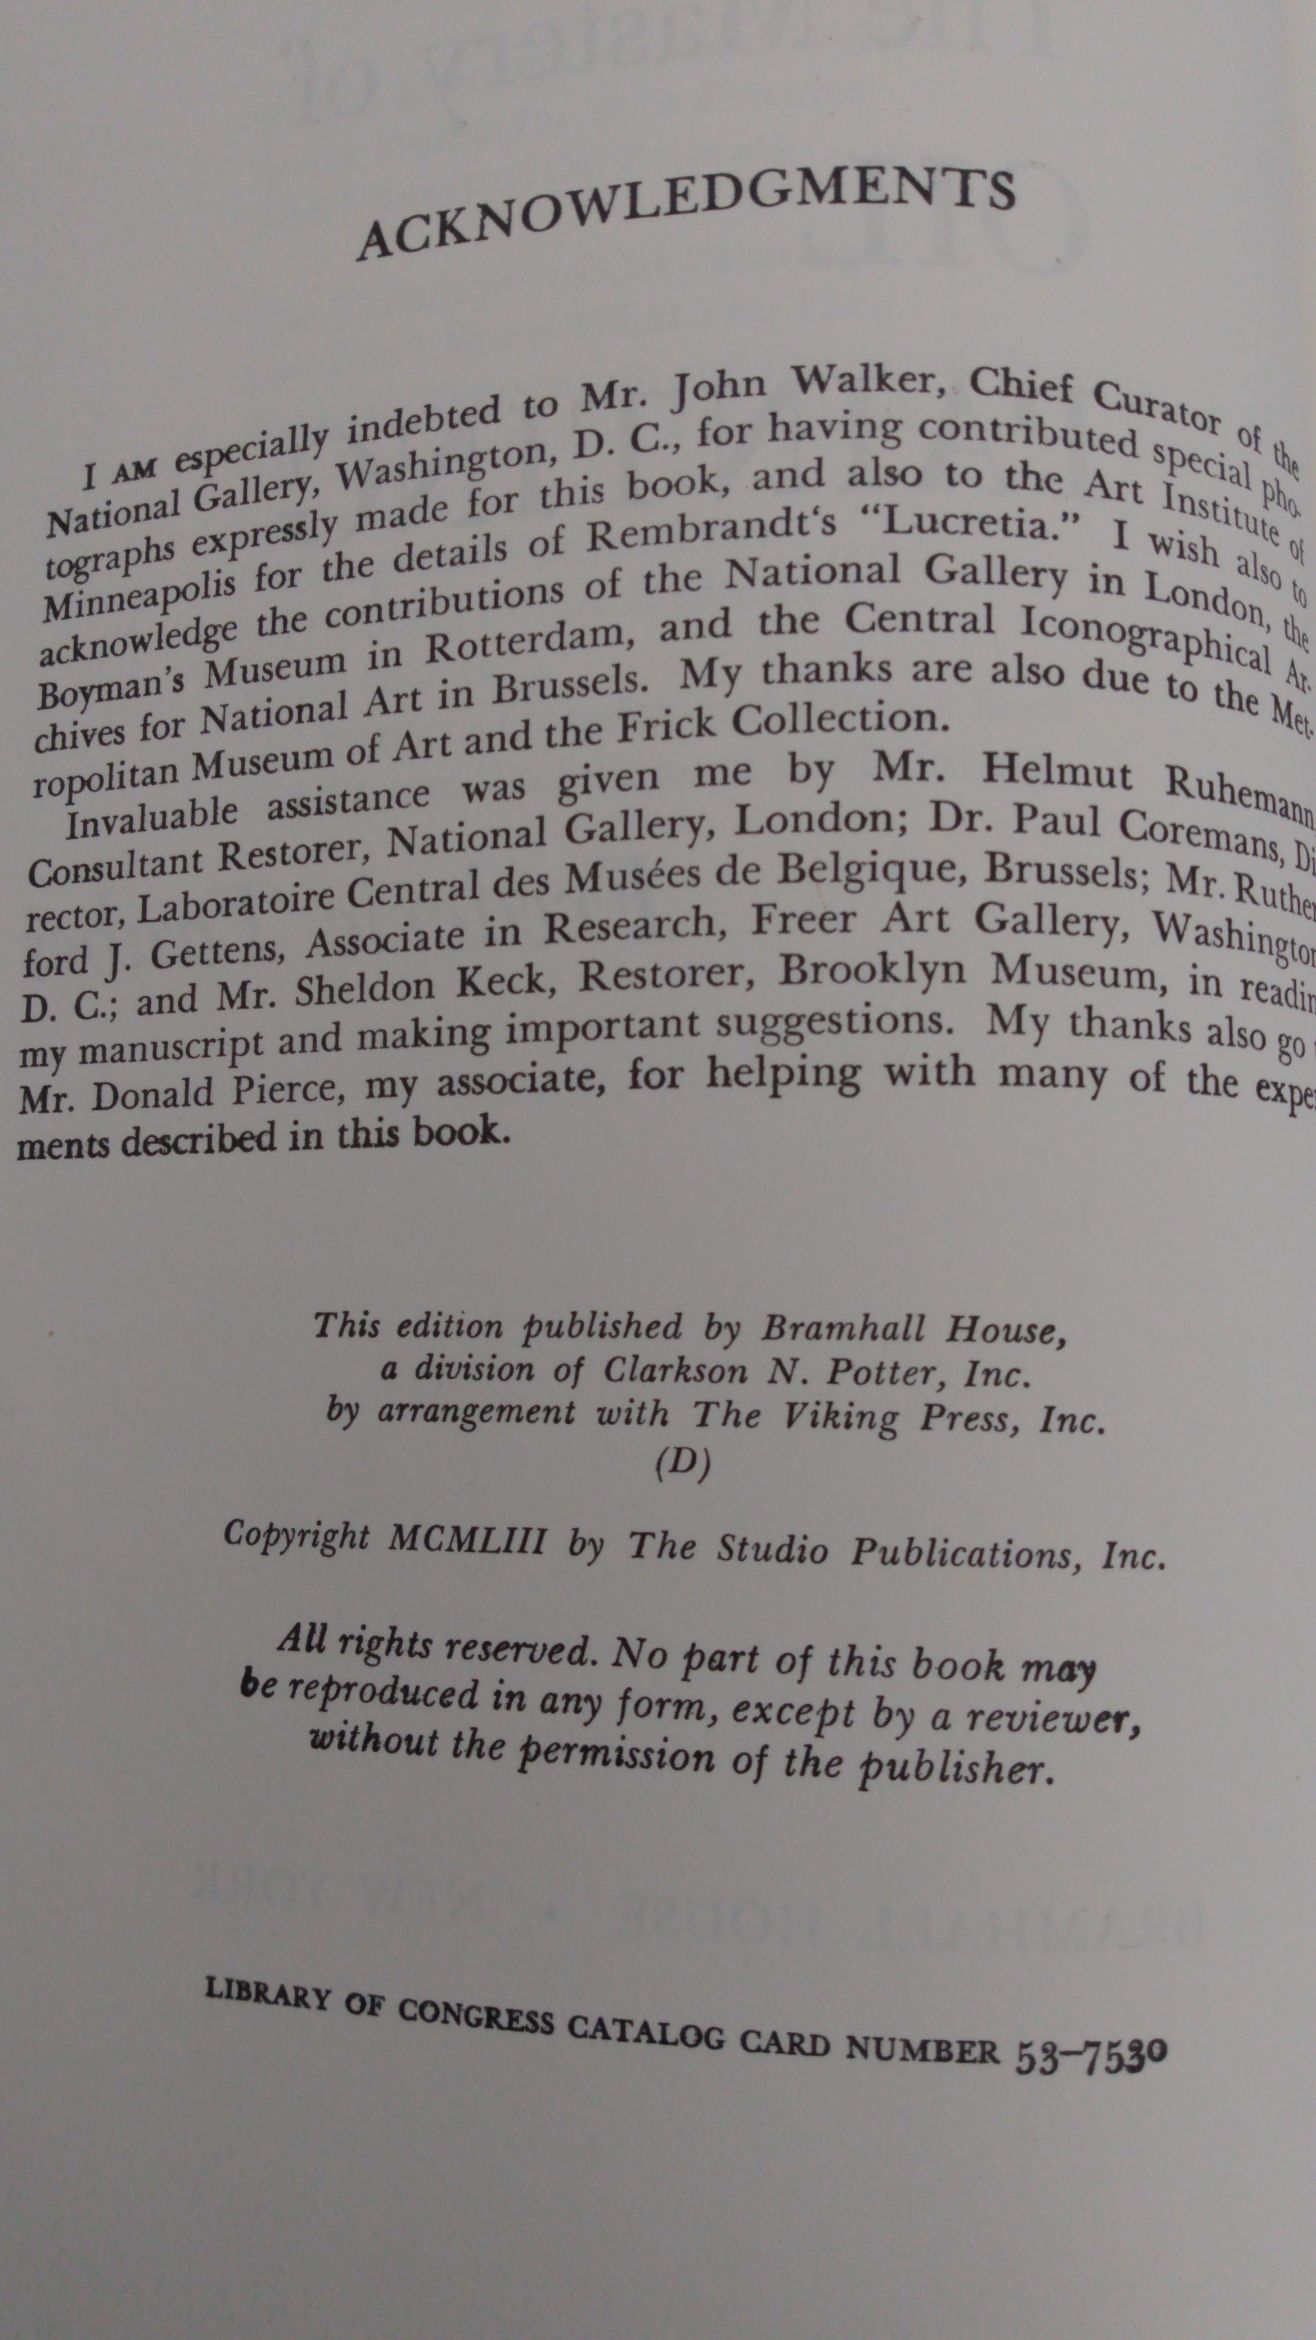 ACKNOWLEDGMENTS
I AM especially indebted to Mr. John Walker, Chief Curator of the
National Gallery, Washington, D. C., for having contributed special pho-
tographs expressly made for this book, and also to the Art Institute of
Minneapolis for the details of Rembrandt‘s “Lucretia.” I wish also to
acknowledge the contributions of the National Gallery in London, the
Boyman’s Museum in Rotterdam, and the Central Iconographical Ar-
chives for National Art in Brussels. My thanks are also due to the Met-
ropolitan Museum of Art and the Frick Collection.
Invaluable assistance was given me by Mr. Helmut Ruhemann,
Consultant Restorer, National Gallery, London; Dr. Paul Coremans, Di
rector, Laboratoire Central des Musées de Belgique, Brussels; Mr. Ruther
ford J. Gettens, Associate in Research, Freer Art Gallery, Washington
D. C.; and Mr. Sheldon Keck, Restorer, Brooklyn Museum, in readin
my manuscript and making important suggestions. My thanks also go
Mr. Donald Pierce, my associate, for helping with many of the expe
ments described in this book.
This edition published by Bramhall House,
a division of Clarkson N. Potter, Inc.
by arrangement with The Viking Press, Inc.
(D)
Copyright MCMLIII by The Studio Publications, Inc.
All rights reserved. No part of this book may
be reproduced in any form, except by a reviewer,
without the permission of the publisher.
LIBRARY OF CONGRESS CATALOG CARD NUMBER 53–7530